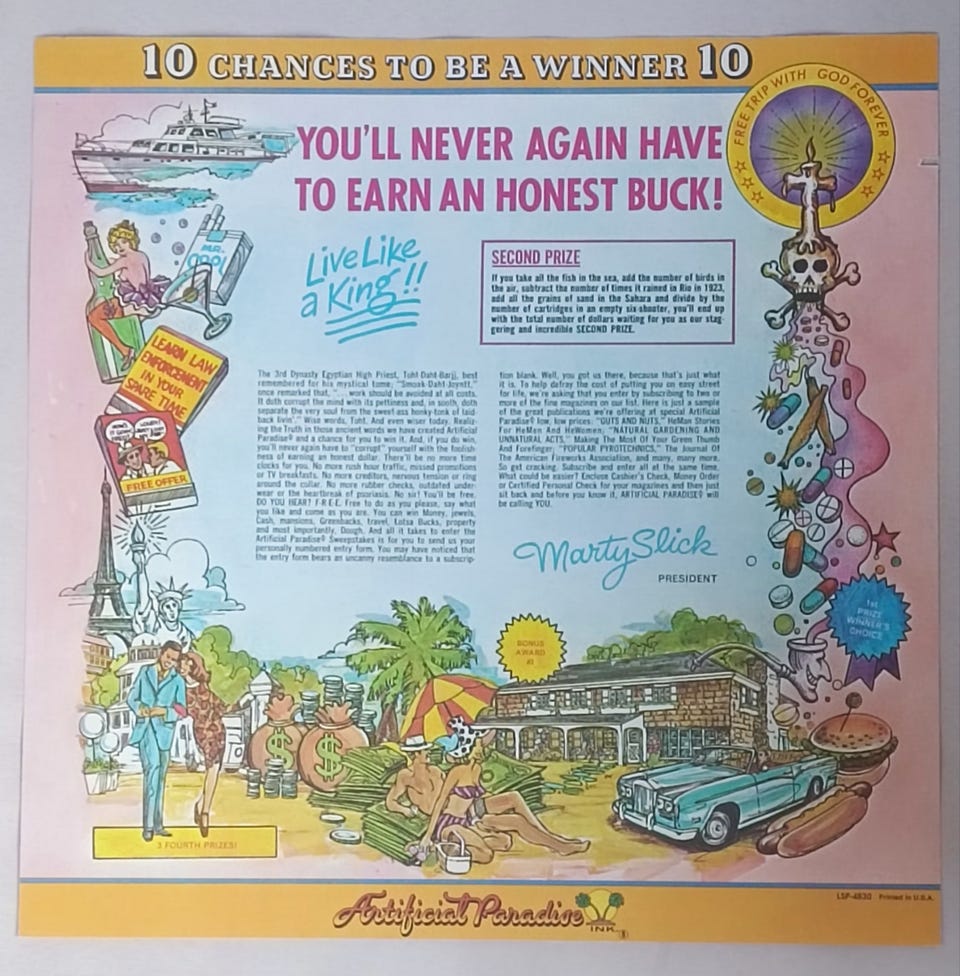 10 CHANCES TO BE A WINNER 10
FREE TRIP WITH GOD FOREVER
YOU'LL NEVER AGAIN HAVE
TO EARN AN HONEST BUCK!
Live Like
a King!!
SECOND PRIZE
If you take all the fish in the sea, add the number of birds in
the air, subtract the number of times it rained in Rio in 1923,
add all the grains of sand in the Sahara and divide by the
number of cartridges in an empty six-shooter, you'll end up
with the total number of dollars waiting for you as our stag-
gering and incredible SECOND PRIZE.
COOL
LEARN LAW
ENFORCEMENT
IN YOUR
SPARE TIME
FREE OFFER
The 3rd Dynasty Egyptian High Priest, Toht-Daht-Barjj, best
remembered for his mystical tome, "Smoak-Daht-Joyntt,"
once remarked that, "... work should be avoided at all costs.
It doth corrupt the mind with its pettiness and, in sooth, doth
separate the very soul from the sweet-ass honky-tonk of laid-
back livin'." Wise words, Toht. And even wiser today. Realiz-
ing the Truth in those ancient words we have created Artificial
Paradise® and a chance for you to win it. And, if you do win,
you'll never again have to "corrupt" yourself with the foolish-
ness of earning an honest dollar. There'll be no more time
clocks for you. No more rush hour traffic, missed promotions
or TV breakfasts. No more creditors, nervous tension or ring
around the collar. No more rubber checks, outdated under-
wear or the heartbreak of psoriasis. No sir! You'll be free.
DO YOU HEAR? F-R-E-E. Free to do as you please, say what
you like and come as you are. You can win Money, jewels,
Cash, mansions, Greenbacks, travel, Lotsa Bucks, property
and most importantly, Dough. And all it takes to enter the
Artificial Paradise® Sweepstakes is for you to send us your
personally numbered entry form. You may have noticed that
the entry form bears an uncanny resemblance to a subscrip-
tion blank. Well, you got us there, because that's just what
it is. To help defray the cost of putting you on easy street
for life, we're asking that you enter by subscribing to two or
more of the fine magazines on our list. Here is just a sample
of the great publications we're offering at special Artificial
Paradise® low, low prices: "GUTS AND NUTS," HeMan Stories
For HeMen And HeWomen; "NATURAL GARDENING AND
UNNATURAL ACTS," Making The Most Of Your Green Thumb
And Forefinger; "POPULAR PYROTECHNICS," The Journal Of
The American Fireworks Association, and many, many more.
So get cracking. Subscribe and enter all at the same time.
What could be easier? Enclose Cashier's Check, Money Order
or Certified Personal Check for your magazines and then just
sit back and before you know it, ARTIFICIAL PARADISE® will
be calling YOU.
Marty Slick
PRESIDENT
1st
PRIZE
WINNER'S
CHOICE
BONUS
AWARD
#1
$
$
3 FOURTH PRIZES!
LSP-4830 Printed in U.S.A.
Artificial Paradise
INK